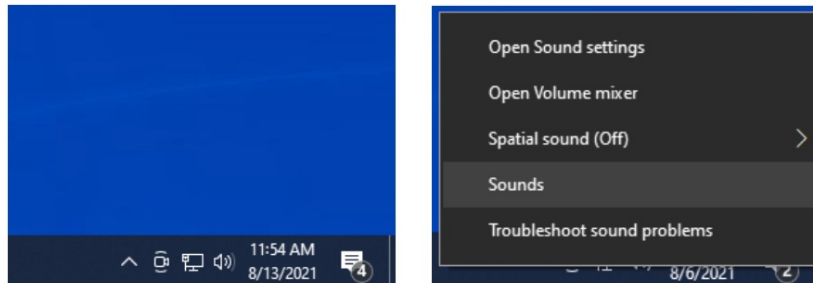 11:54 AM
8/13/2021
4
Open Sound settings
Open Volume mixer
Spatial sound (Off)
Sounds
Troubleshoot sound problems
8/6/2021
2